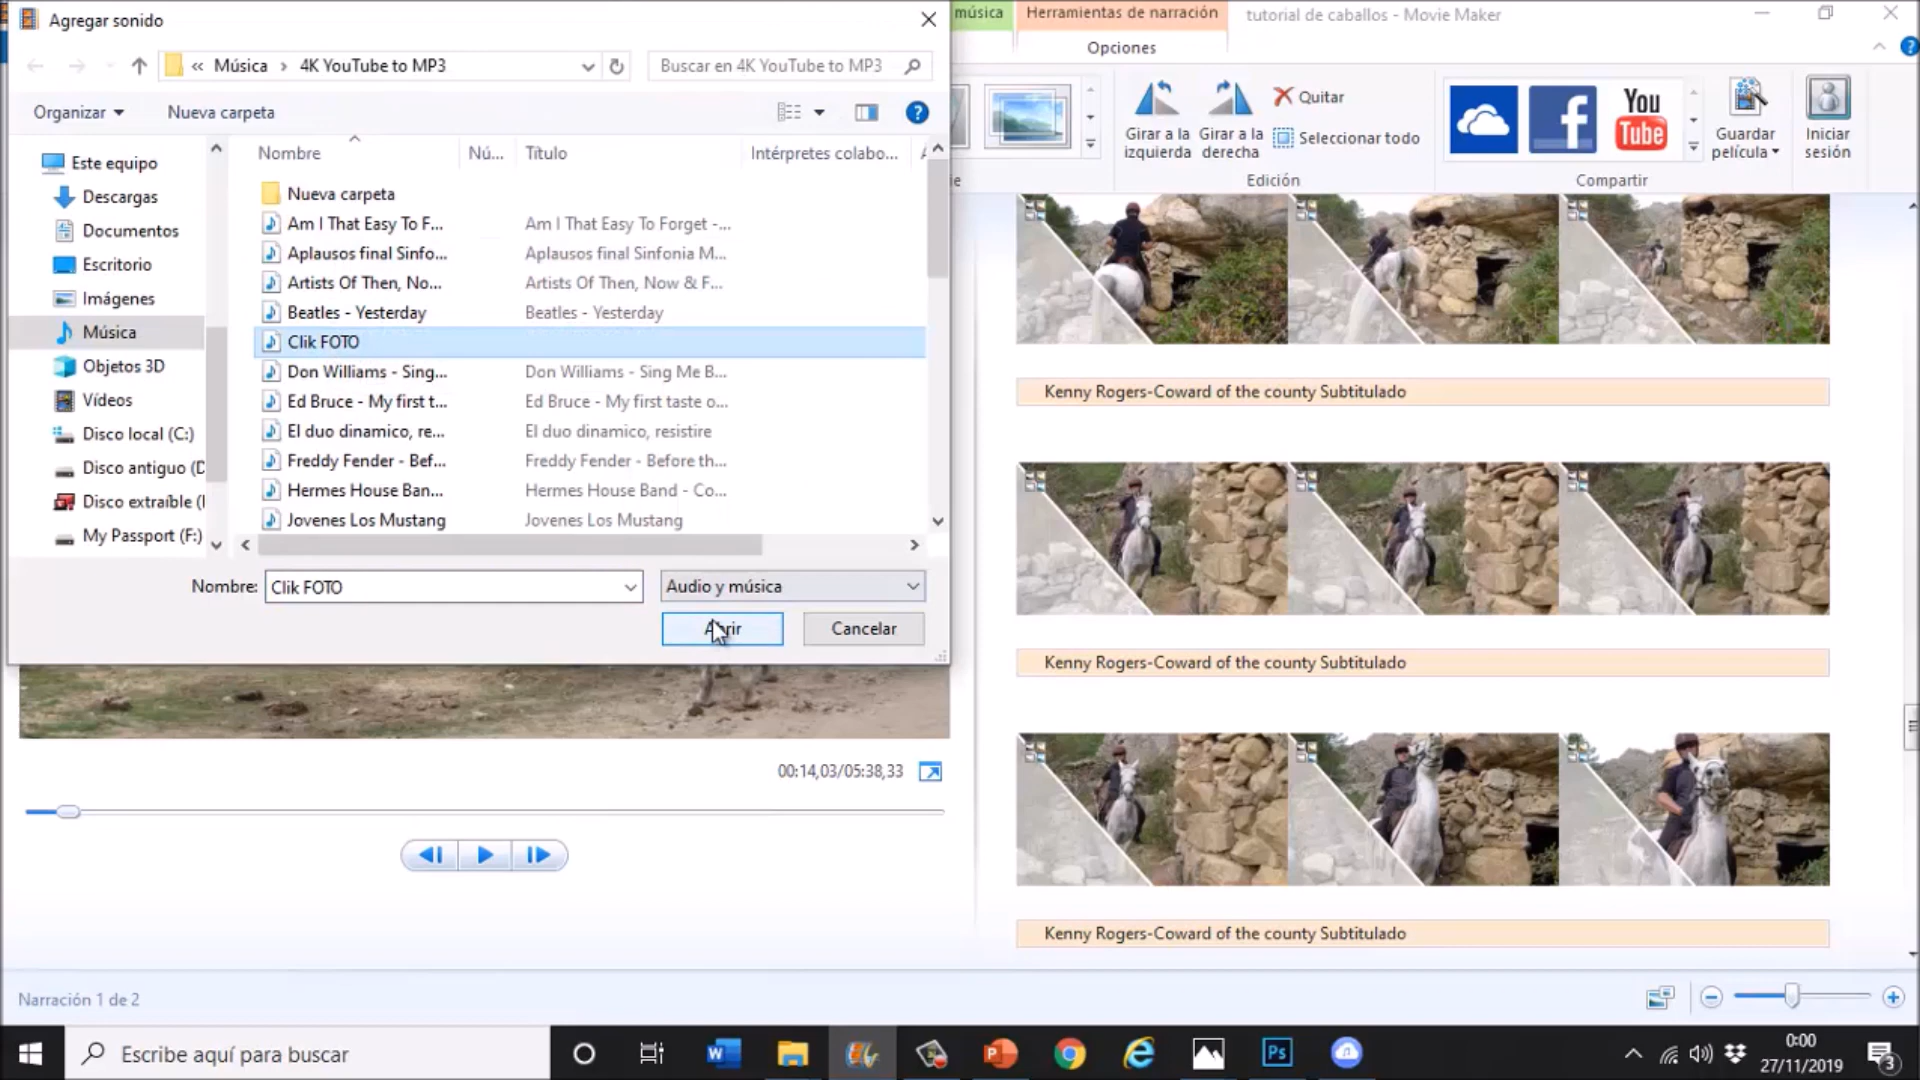 Agregar sonido
Música
4K YouTube to MP3
Buscar en 4K YouTube to MP3
Organizar
Nueva carpeta
Este equipo
Descargas
Documentos
Escritorio
Imágenes
Música
Objetos 3D
Vídeos
Disco local (C:)
Disco antiguo (D
Disco extraíble (
My Passport (F:)
Nombre
Nú...
Título
Intérpretes colabo...
Nueva carpeta
Am I That Easy To F... Am I That Easy To Forget -...
Aplausos final Sinfo... Aplausos final Sinfonia M...
Artists Of Then, No... Artists Of Then, Now & F...
Beatles - Yesterday Beatles - Yesterday
Clik FOTO
Don Williams - Sing... Don Williams - Sing Me B...
Ed Bruce - My first t... Ed Bruce - My first taste o...
El duo dinamico, re... El duo dinamico, resistire
Freddy Fender - Bef... Freddy Fender - Before th...
Hermes House Ban... Hermes House Band - Co...
Jovenes Los Mustang Jovenes Los Mustang
Nombre: Clik FOTO
Audio y música
Abrir
Cancelar
música
Herramientas de narración
tutorial de caballos - Movie Maker
Opciones
Girar a la
izquierda
Girar a la
derecha
Quitar
Seleccionar todo
Edición
You
Tube
Compartir
Guardar
película
Iniciar
sesión
Kenny Rogers-Coward of the county Subtitulado
Kenny Rogers-Coward of the county Subtitulado
Kenny Rogers-Coward of the county Subtitulado
00:14,03/05:38,33
Narración 1 de 2
Escribe aquí para buscar
Ps
0:00
27/11/2019
3